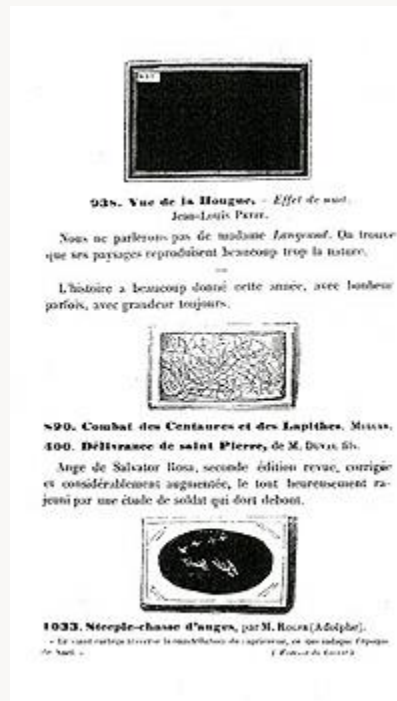 938. Vue de la Hougue, – Effet de nuit.
Jean-Louis Petit.
Nous ne parlerons pas de madame Langeand. On trouve
que ses paysages reproduisent beaucoup trop la nature.
L'histoire a beaucoup donné cette année, avec bonheur
parfois, avec grandeur toujours.
890. Combat des Centaures et des Lapithes.
400. Délivrance de saint Pierre, de M. Duval fils.
Ange de Salvator Rosa, seconde édition revue, corrigée
et considérablement augmentée, le tout heureusement ra-
jeuni par une étude de soldat qui dort debout.
1033. Steeple-chasse d'anges, par M. Rolph (Adolphe).